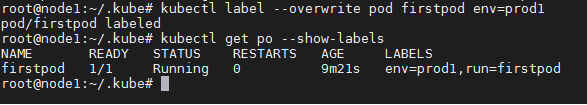 root@node1:~/.kube# kubectl label --overwrite pod firstpod env=prod1
pod/firstpod labeled
root@node1:~/.kube# kubectl get po --show-labels
NAME READY STATUS RESTARTS AGE LABELS
firstpod 1/1 Running 0 9m21s env=prod1,run=firstpod
root@node1:~/.kube#